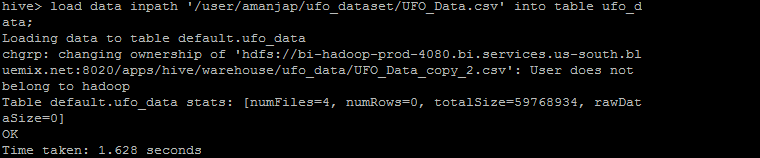 hive> load data inpath '/user/amanjap/ufo_dataset/UFO_Data.csv' into table ufo_d
ata;
Loading data to table default.ufo_data
chgrp: changing ownership of 'hdfs://bi-hadoop-prod-4080.bi.services.us-south.bl
uemix.net:8020/apps/hive/warehouse/ufo_data/UFO_Data_copy_2.csv': User does not
belong to hadoop
Table default.ufo_data stats: [numFiles=4, numRows=0, totalSize=59768934, rawDat
aSize=0]
OK
Time taken: 1.628 seconds